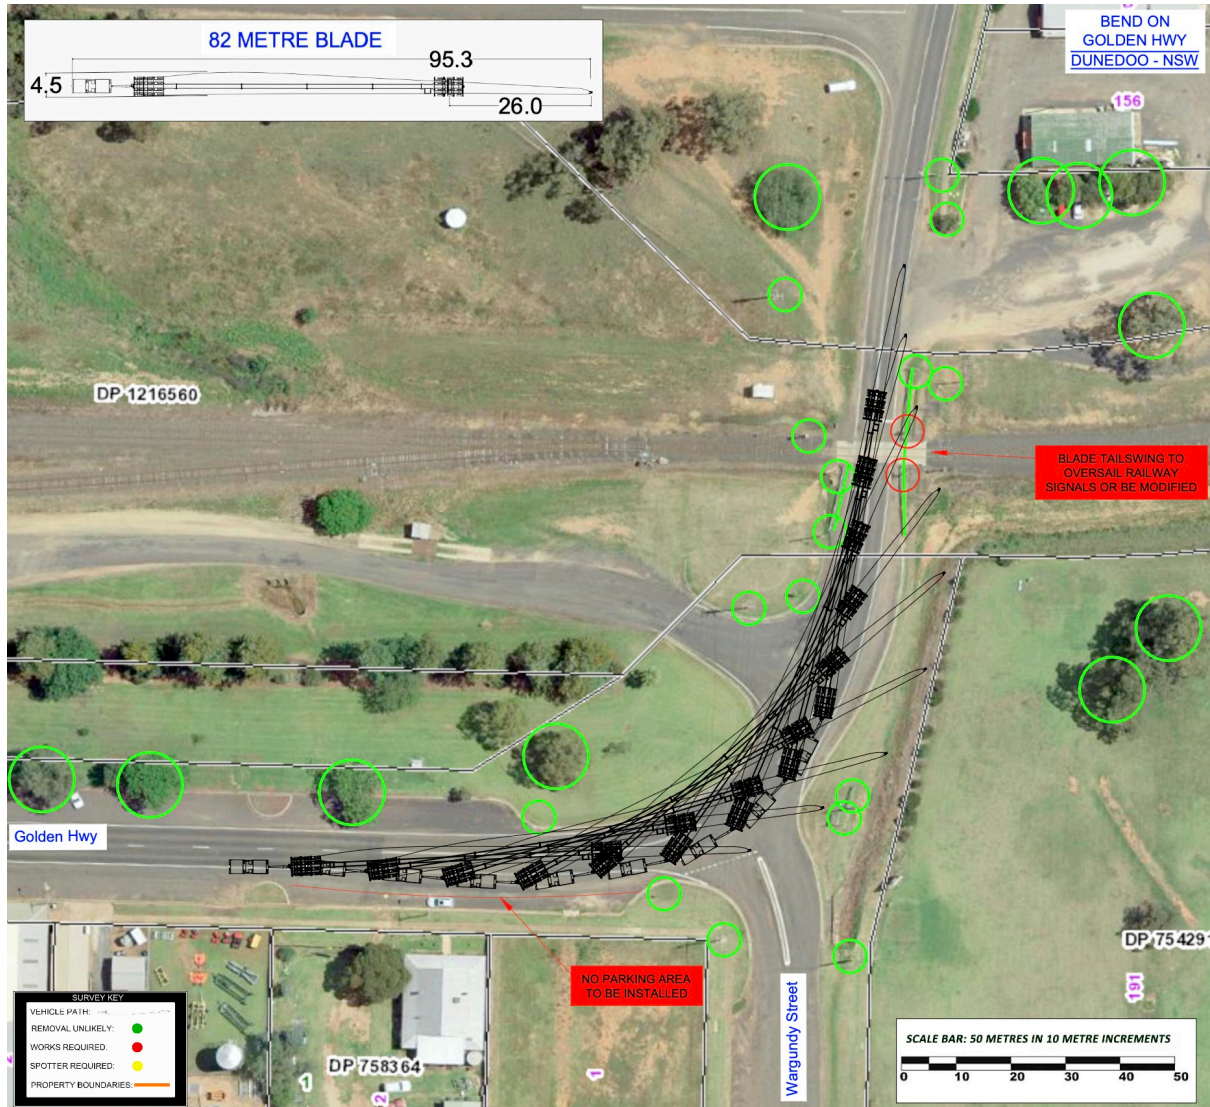 82 METRE BLADE
95.3
4.5
26.0
BEND ON
GOLDEN HWY
DUNEDOO - NSW
156
DP 1216560
BLADE TAILSWING TO
OVERSAIL RAILWAY
SIGNALS OR BE MODIFIED
Golden Hwy
NO PARKING AREA
TO BE INSTALLED
DP 754291
191
Wargundy Street
DP 758364
1
1
SURVEY KEY
VEHICLE PATH:
REMOVAL UNLIKELY:
WORKS REQUIRED:
SPOTTER REQUIRED:
PROPERTY BOUNDARIES:
SCALE BAR: 50 METRES IN 10 METRE INCREMENTS
0 10 20 30 40 50